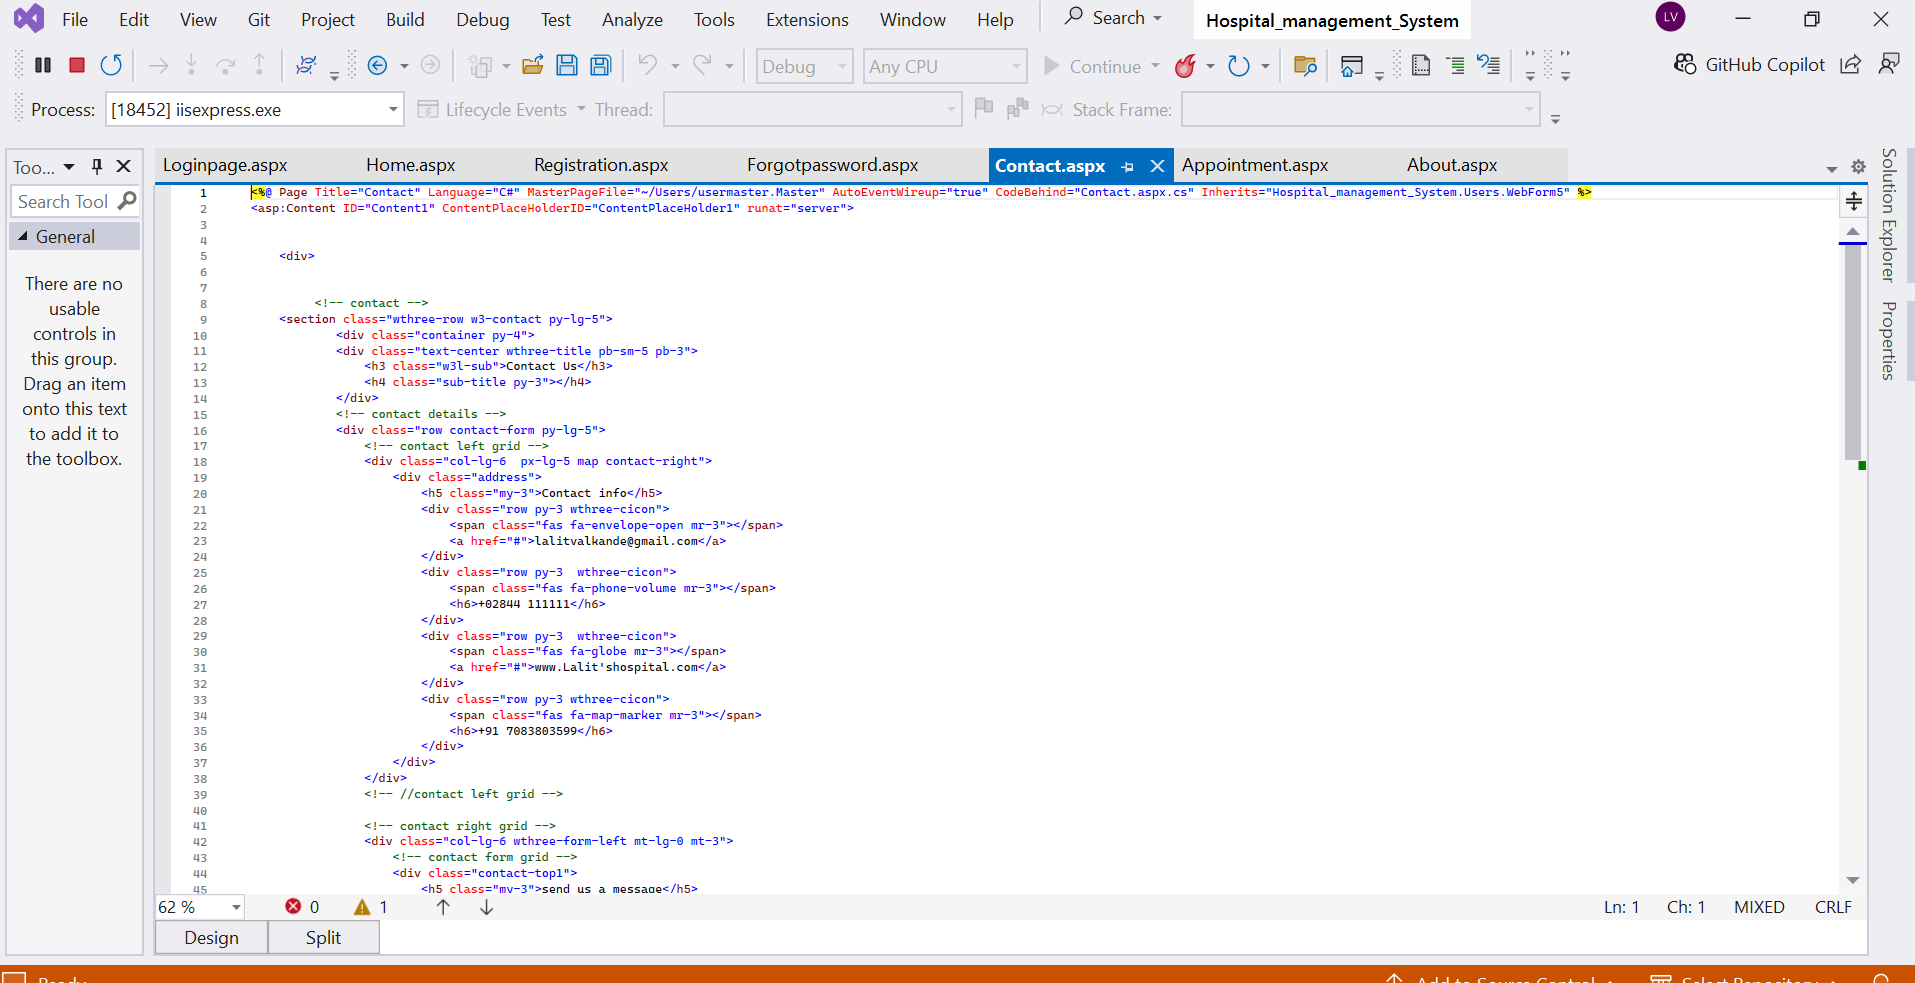 File Edit View Git Project Build Debug Test Analyze Tools Extensions Window Help Search Hospital_management_System LV
Debug Any CPU Continue GitHub Copilot
Process: [18452] iisexpress.exe Lifecycle Events Thread: Stack Frame:
Too...
Search Tool
General
There are no
usable
controls in
this group.
Drag an item
onto this text
to add it to
the toolbox.
Loginpage.aspx Home.aspx Registration.aspx Forgotpassword.aspx Contact.aspx Appointment.aspx About.aspx
1 <%@ Page Title="Contact" Language="C#" MasterPageFile="~/Users/usermaster.Master" AutoEventWireup="true" CodeBehind="Contact.aspx.cs" Inherits="Hospital_management_System.Users.WebForm5" %>
2 <asp:Content ID="Content1" ContentPlaceHolderID="ContentPlaceHolder1" runat="server">
3
4
5 <div>
6
7
8 <!-- contact -->
9 <section class="wthree-row w3-contact py-lg-5">
10 <div class="container py-4">
11 <div class="text-center wthree-title pb-sm-5 pb-3">
12 <h3 class="w3l-sub">Contact Us</h3>
13 <h4 class="sub-title py-3"></h4>
14 </div>
15 <!-- contact details -->
16 <div class="row contact-form py-lg-5">
17 <!-- contact left grid -->
18 <div class="col-lg-6  px-lg-5 map contact-right">
19 <div class="address">
20 <h5 class="my-3">Contact info</h5>
21 <div class="row py-3 wthree-cicon">
22 <span class="fas fa-envelope-open mr-3"></span>
23 <a href="#">lalitvalkande@gmail.com</a>
24 </div>
25 <div class="row py-3  wthree-cicon">
26 <span class="fas fa-phone-volume mr-3"></span>
27 <h6>+02844 111111</h6>
28 </div>
29 <div class="row py-3  wthree-cicon">
30 <span class="fas fa-globe mr-3"></span>
31 <a href="#">www.Lalit'shospital.com</a>
32 </div>
33 <div class="row py-3 wthree-cicon">
34 <span class="fas fa-map-marker mr-3"></span>
35 <h6>+91 7083803599</h6>
36 </div>
37 </div>
38 </div>
39 <!-- //contact left grid -->
40
41 <!-- contact right grid -->
42 <div class="col-lg-6 wthree-form-left mt-lg-0 mt-3">
43 <!-- contact form grid -->
44 <div class="contact-top1">
45 <h5 class="my-3">send us a message</h5>
62 % 0 1 Ln: 1 Ch: 1 MIXED CRLF
Design Split
Solution Explorer
Properties
Ready Add to Source Control Select Repository